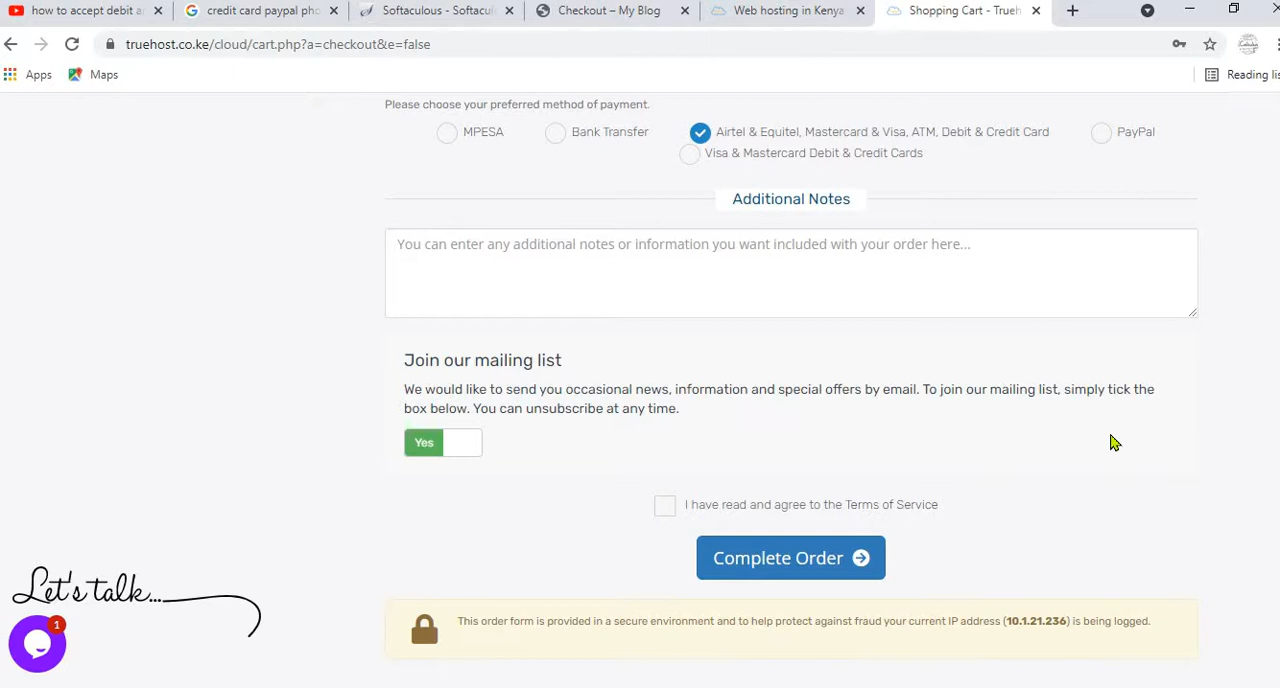 how to accept debit a
credit card paypal pho
Softaculous - Softacul
Checkout – My Blog
Web hosting in Kenya
Shopping Cart - Trueh
truehost.co.ke/cloud/cart.php?a=checkout&e=false
Apps
Maps
Reading lis
Please choose your preferred method of payment.
MPESA
Bank Transfer
Airtel & Equitel, Mastercard & Visa, ATM, Debit & Credit Card
PayPal
Visa & Mastercard Debit & Credit Cards
Additional Notes
You can enter any additional notes or information you want included with your order here...
Join our mailing list
We would like to send you occasional news, information and special offers by email. To join our mailing list, simply tick the
box below. You can unsubscribe at any time.
Yes
I have read and agree to the Terms of Service
Complete Order
Let's talk...
1
This order form is provided in a secure environment and to help protect against fraud your current IP address (10.1.21.236) is being logged.